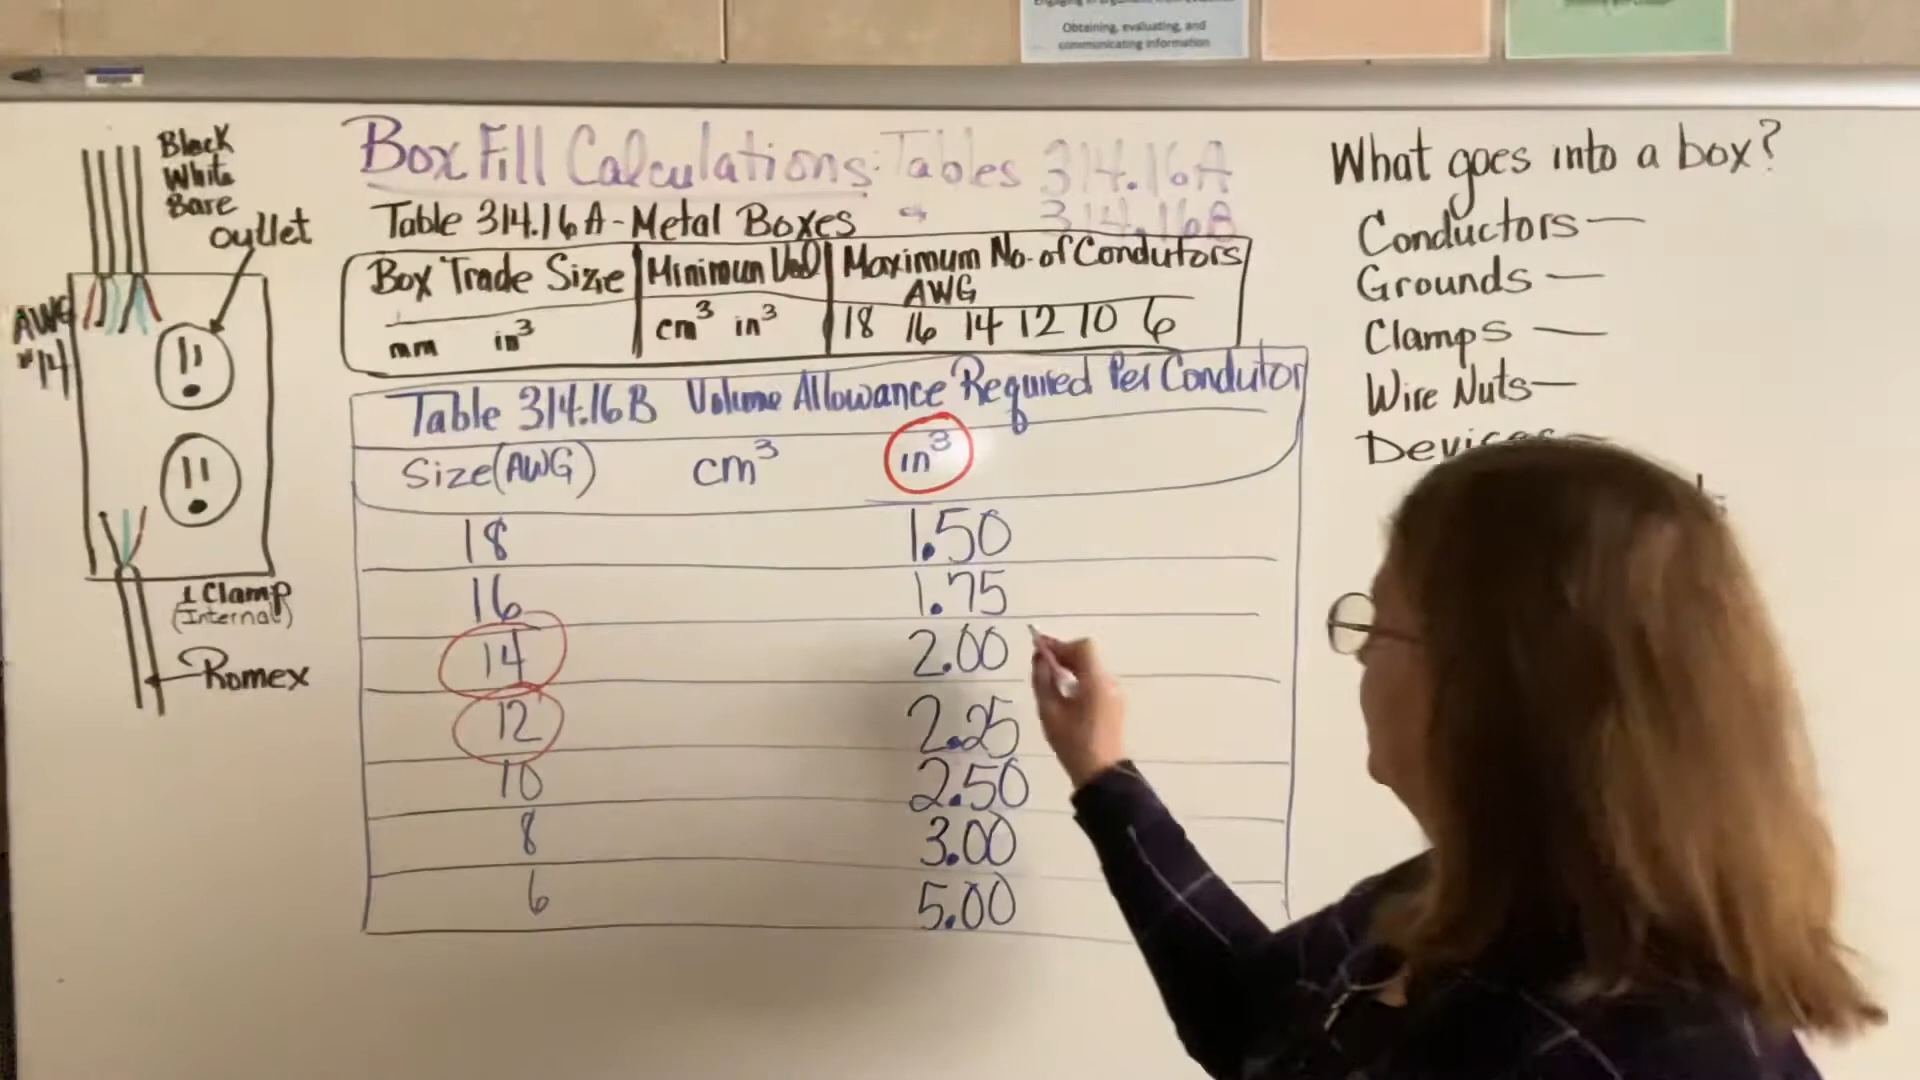 Obtaining, evaluating, and
communicating information
Black
White
Bare
Outlet
AWG
#14
1 Clamp
(Internal)
Romex
Box Fill Calculations: Tables 314.16A
314.16B
Table 314.16A - Metal Boxes
Box Trade Size Minimun Vol Maximum No. of Condutors
AWG
mm in³ cm³ in³ 18 16 14 12 10 6
Table 314.16B Volume Allowance Required Per Condutor
Size (AWG) cm³ in³
18 1.50
16 1.75
14 2.00
12 2.25
10 2.50
8 3.00
6 5.00
What goes into a box?
Conductors —
Grounds —
Clamps —
Wire Nuts —
Devices —